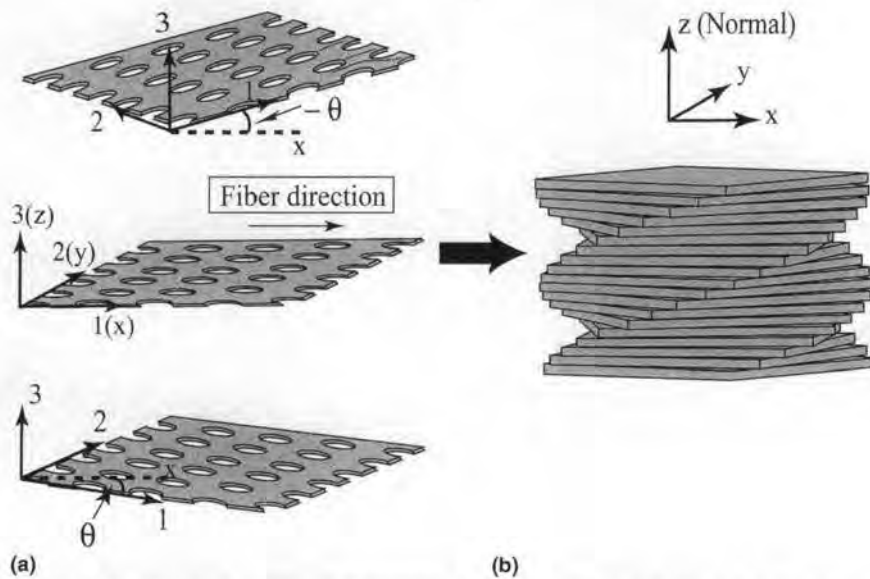 3
1
2
– θ
x
Fiber direction
3(z)
2(y)
1(x)
3
2
x
θ
1
(a)
z (Normal)
y
x
(b)